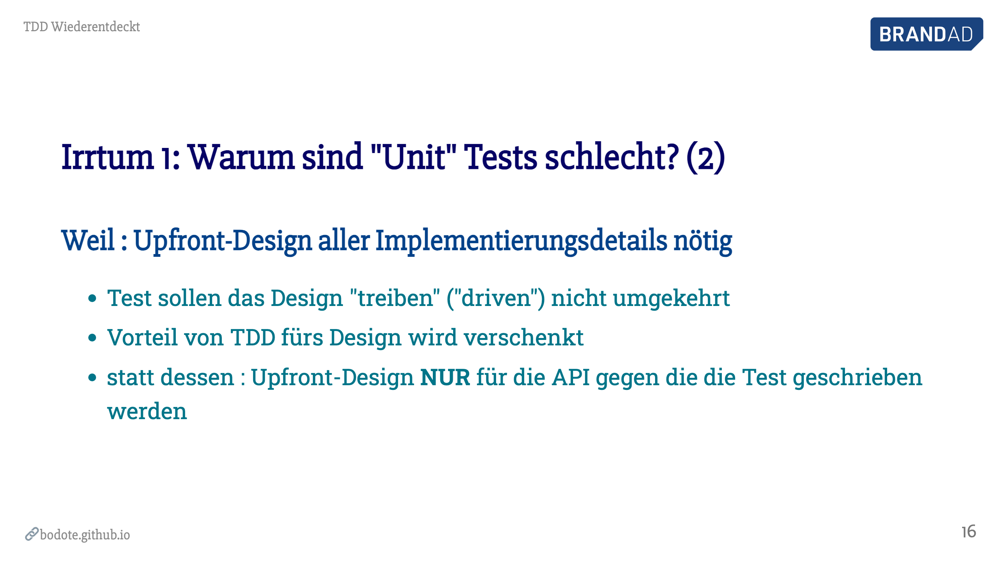 TDD Wiederentdeckt
BRANDAD
Irrtum 1: Warum sind "Unit" Tests schlecht? (2)
Weil : Upfront-Design aller Implementierungsdetails nötig
• Test sollen das Design "treiben" ("driven") nicht umgekehrt
• Vorteil von TDD fürs Design wird verschenkt
• statt dessen : Upfront-Design NUR für die API gegen die die Test geschrieben
werden
🔗bodote.github.io
16